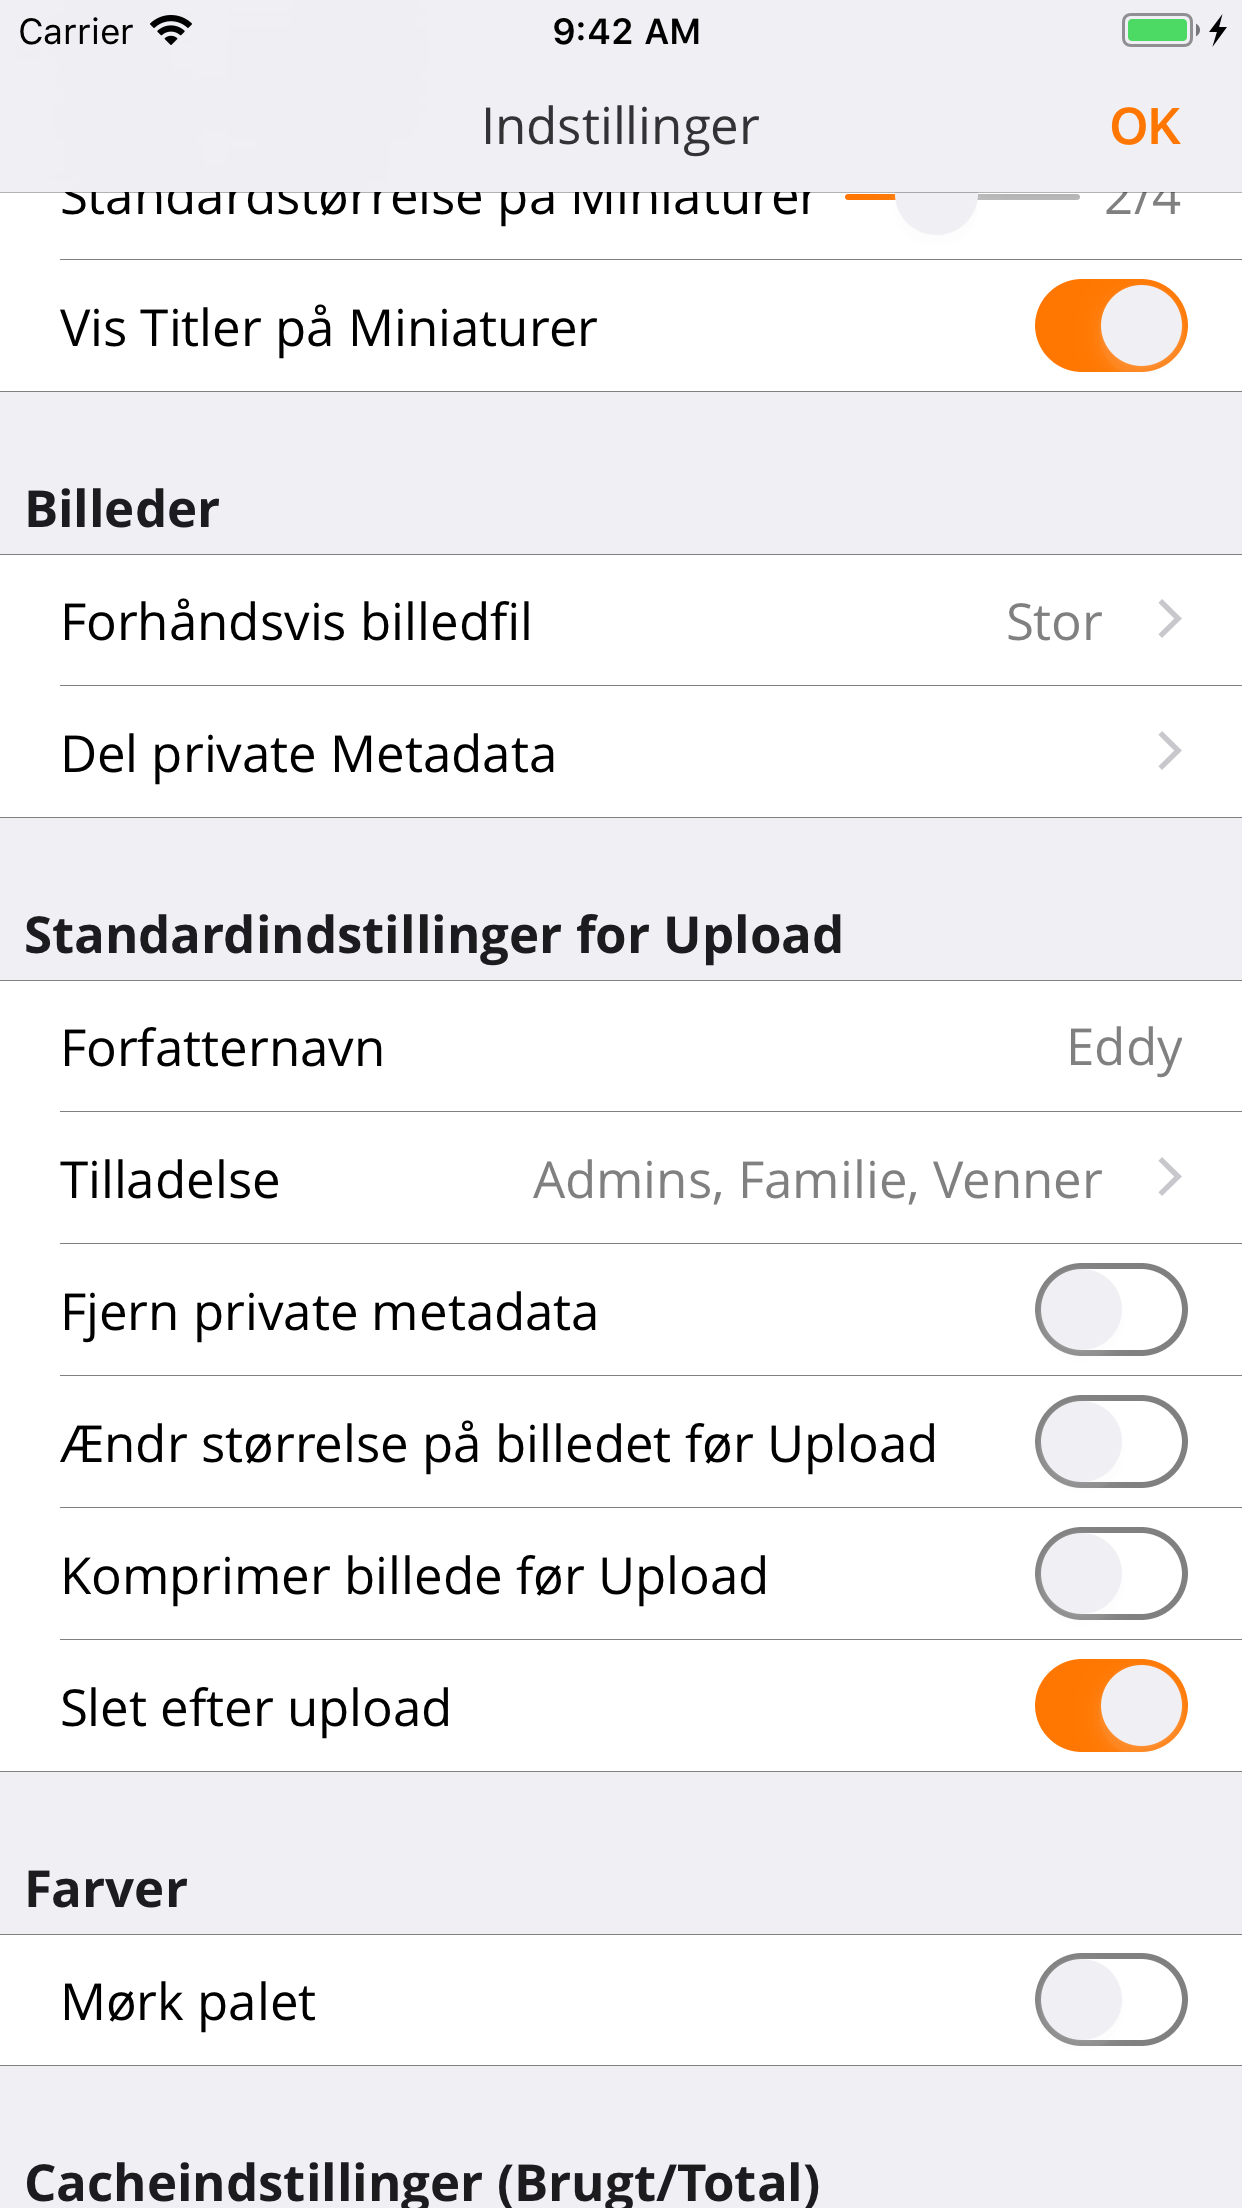 Carrier 9:42 AM
Indstillinger OK
Standardstørrelse på Miniaturer 2/4
Vis Titler på Miniaturer
Billeder
Forhåndsvis billedfil Stor
Del private Metadata
Standardindstillinger for Upload
Forfatternavn Eddy
Tilladelse Admins, Familie, Venner
Fjern private metadata
Ændr størrelse på billedet før Upload
Komprimer billede før Upload
Slet efter upload
Farver
Mørk palet
Cacheindstillinger (Brugt/Total)